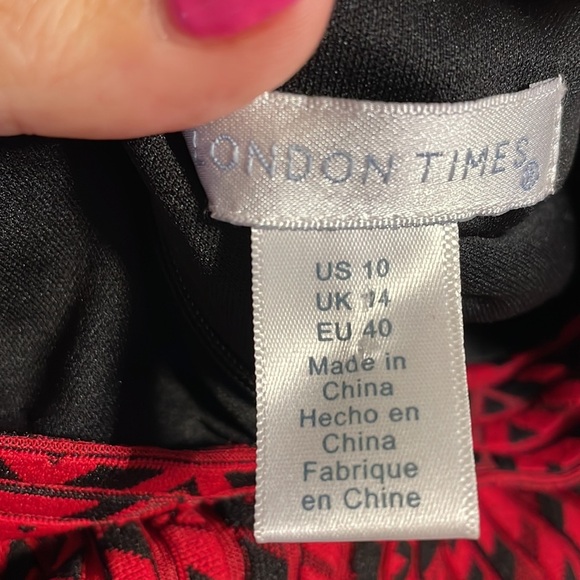 LONDON TIMES®
US 10
UK 14
EU 40
Made in
China
Hecho en
China
Fabrique
en Chine